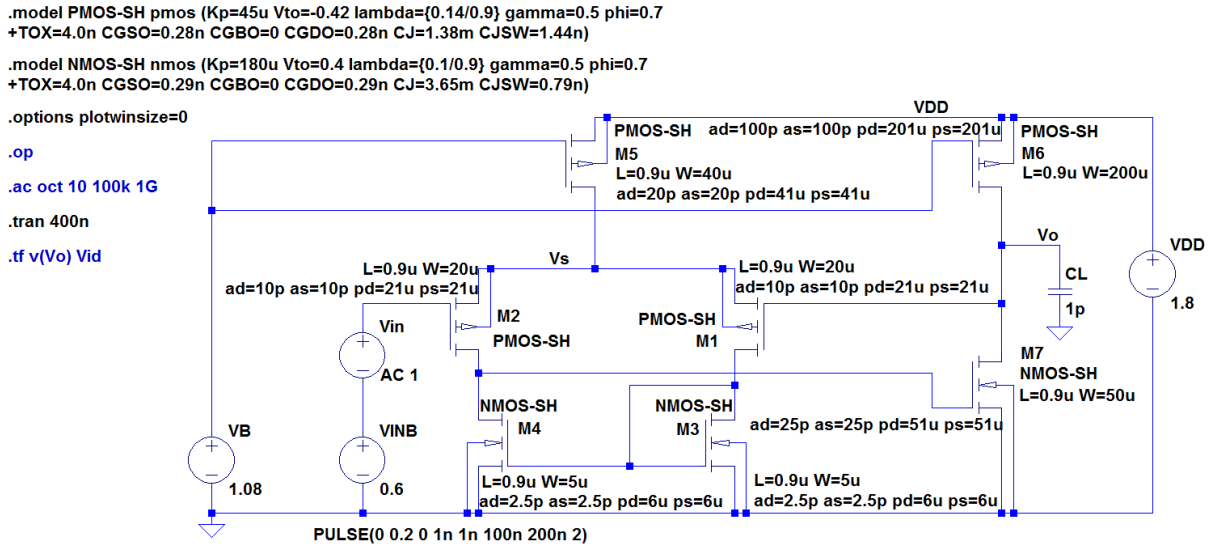 .model PMOS-SH pmos (Kp=45u Vto=-0.42 lambda={0.14/0.9} gamma=0.5 phi=0.7
+TOX=4.0n CGSO=0.28n CGBO=0 CGDO=0.28n CJ=1.38m CJSW=1.44n)
.model NMOS-SH nmos (Kp=180u Vto=0.4 lambda={0.1/0.9} gamma=0.5 phi=0.7
+TOX=4.0n CGSO=0.29n CGBO=0 CGDO=0.29n CJ=3.65m CJSW=0.79n)
.options plotwinsize=0
.op
.ac oct 10 100k 1G
.tran 400n
.tf v(Vo) Vid
VDD
PMOS-SH
M5
L=0.9u W=40u
ad=20p as=20p pd=41u ps=41u
ad=100p as=100p pd=201u ps=201u
PMOS-SH
M6
L=0.9u W=200u
Vo
CL
1p
VDD
1.8
Vs
L=0.9u W=20u
ad=10p as=10p pd=21u ps=21u
M2
PMOS-SH
L=0.9u W=20u
ad=10p as=10p pd=21u ps=21u
PMOS-SH
M1
Vin
AC 1
M7
NMOS-SH
L=0.9u W=50u
ad=25p as=25p pd=51u ps=51u
NMOS-SH
M4
NMOS-SH
M3
L=0.9u W=5u
ad=2.5p as=2.5p pd=6u ps=6u
L=0.9u W=5u
ad=2.5p as=2.5p pd=6u ps=6u
VB
1.08
VINB
0.6
PULSE(0 0.2 0 1n 1n 100n 200n 2)